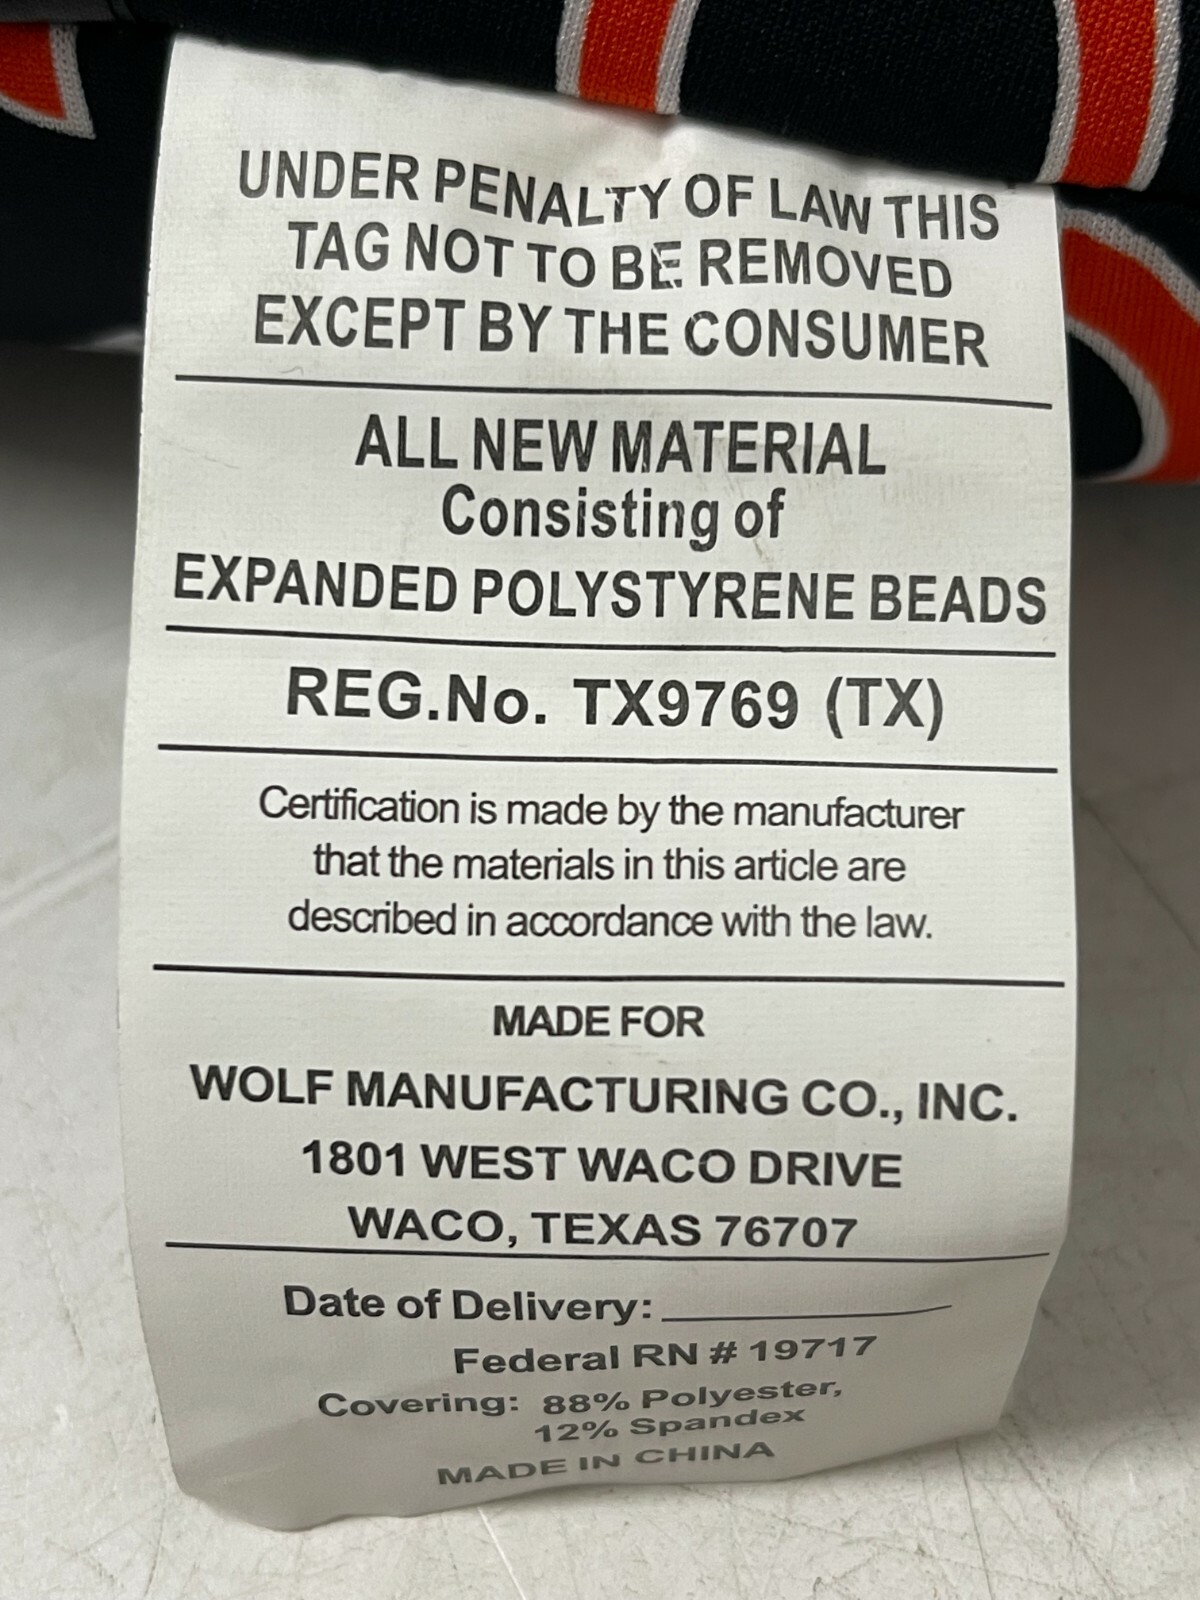 UNDER PENALTY OF LAW THIS
TAG NOT TO BE REMOVED
EXCEPT BY THE CONSUMER
ALL NEW MATERIAL
Consisting of
EXPANDED POLYSTYRENE BEADS
REG.No. TX9769 (TX)
Certification is made by the manufacturer
that the materials in this article are
described in accordance with the law.
MADE FOR
WOLF MANUFACTURING CO., INC.
1801 WEST WACO DRIVE
WACO, TEXAS 76707
Date of Delivery:
Federal RN # 19717
Covering: 88% Polyester,
12% Spandex
MADE IN CHINA